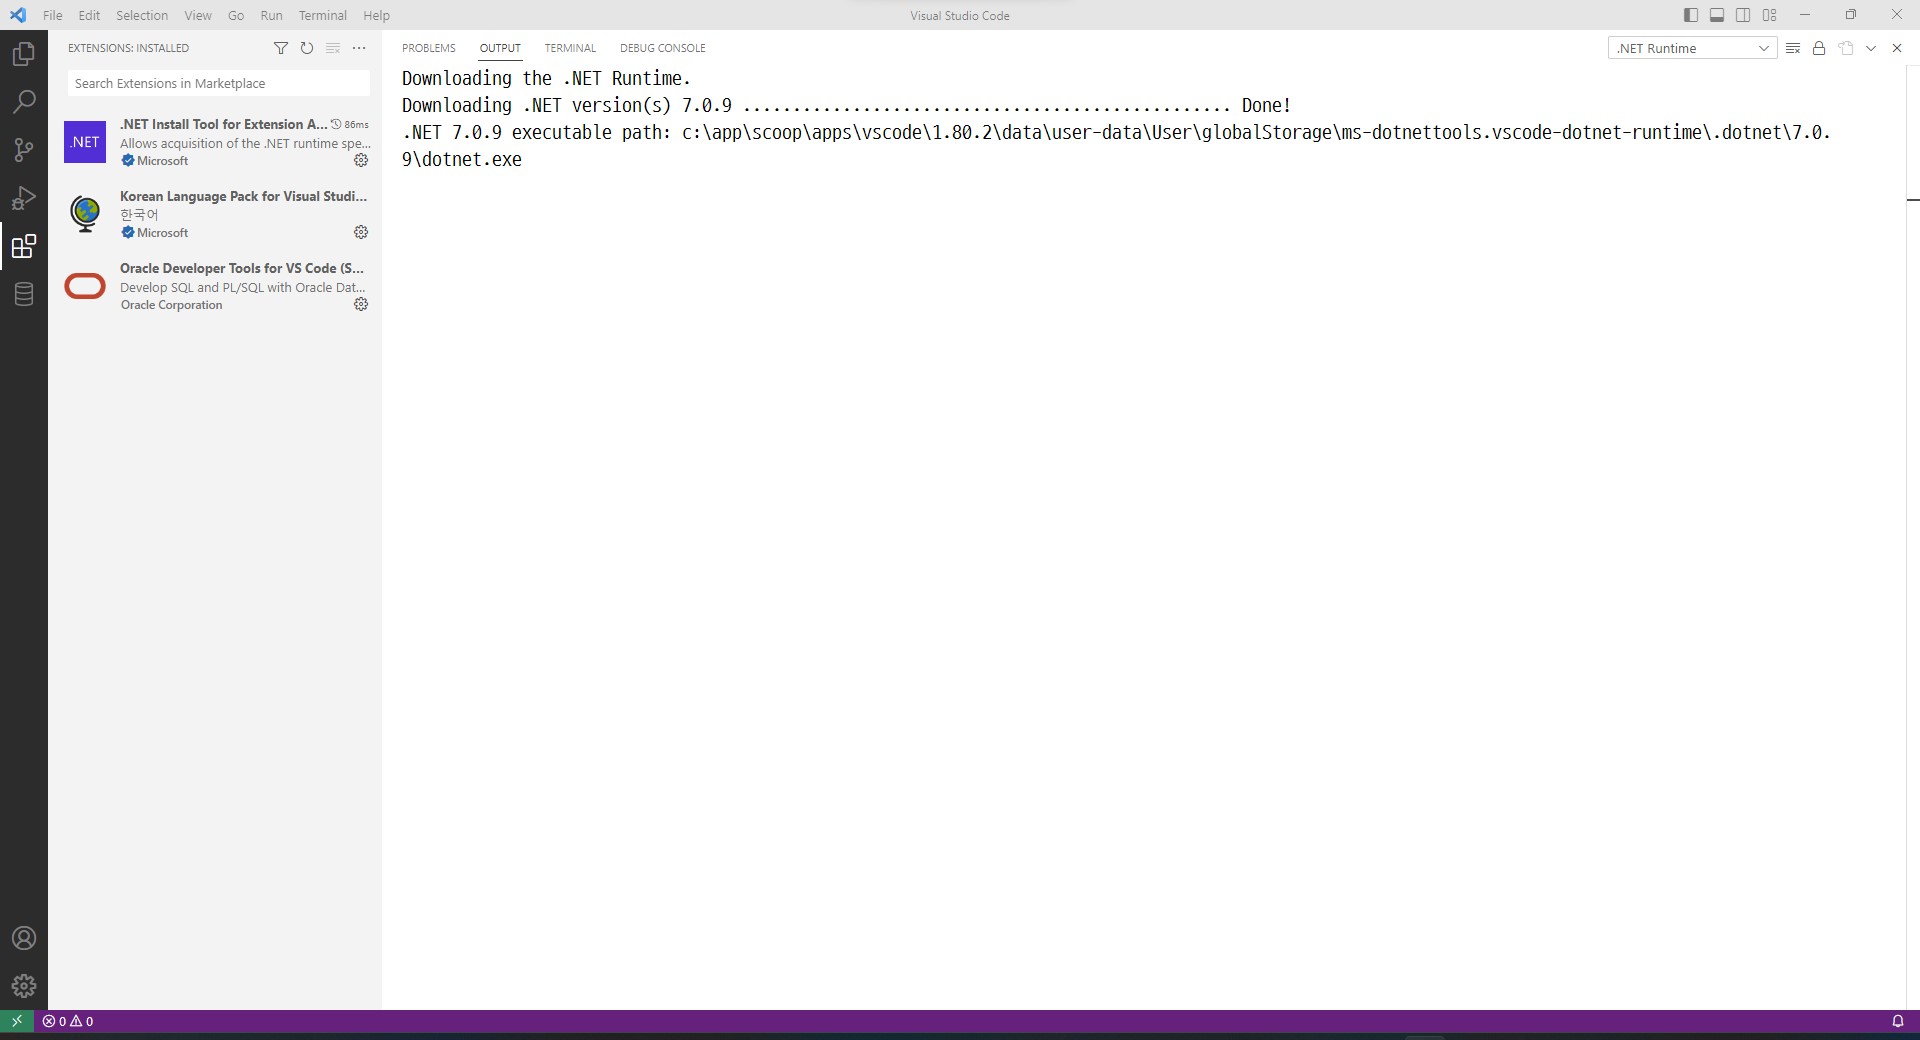 File Edit Selection View Go Run Terminal Help
Visual Studio Code
EXTENSIONS: INSTALLED
Search Extensions in Marketplace
.NET
.NET Install Tool for Extension A... 86ms
Allows acquisition of the .NET runtime spe...
Microsoft
Korean Language Pack for Visual Studi...
한국어
Microsoft
Oracle Developer Tools for VS Code (S...
Develop SQL and PL/SQL with Oracle Dat...
Oracle Corporation
PROBLEMS OUTPUT TERMINAL DEBUG CONSOLE
.NET Runtime
Downloading the .NET Runtime.
Downloading .NET version(s) 7.0.9 ................................................. Done!
.NET 7.0.9 executable path: c:\app\scoop\apps\vscode\1.80.2\data\user-data\User\globalStorage\ms-dotnettools.vscode-dotnet-runtime\.dotnet\7.0.
9\dotnet.exe
0 0